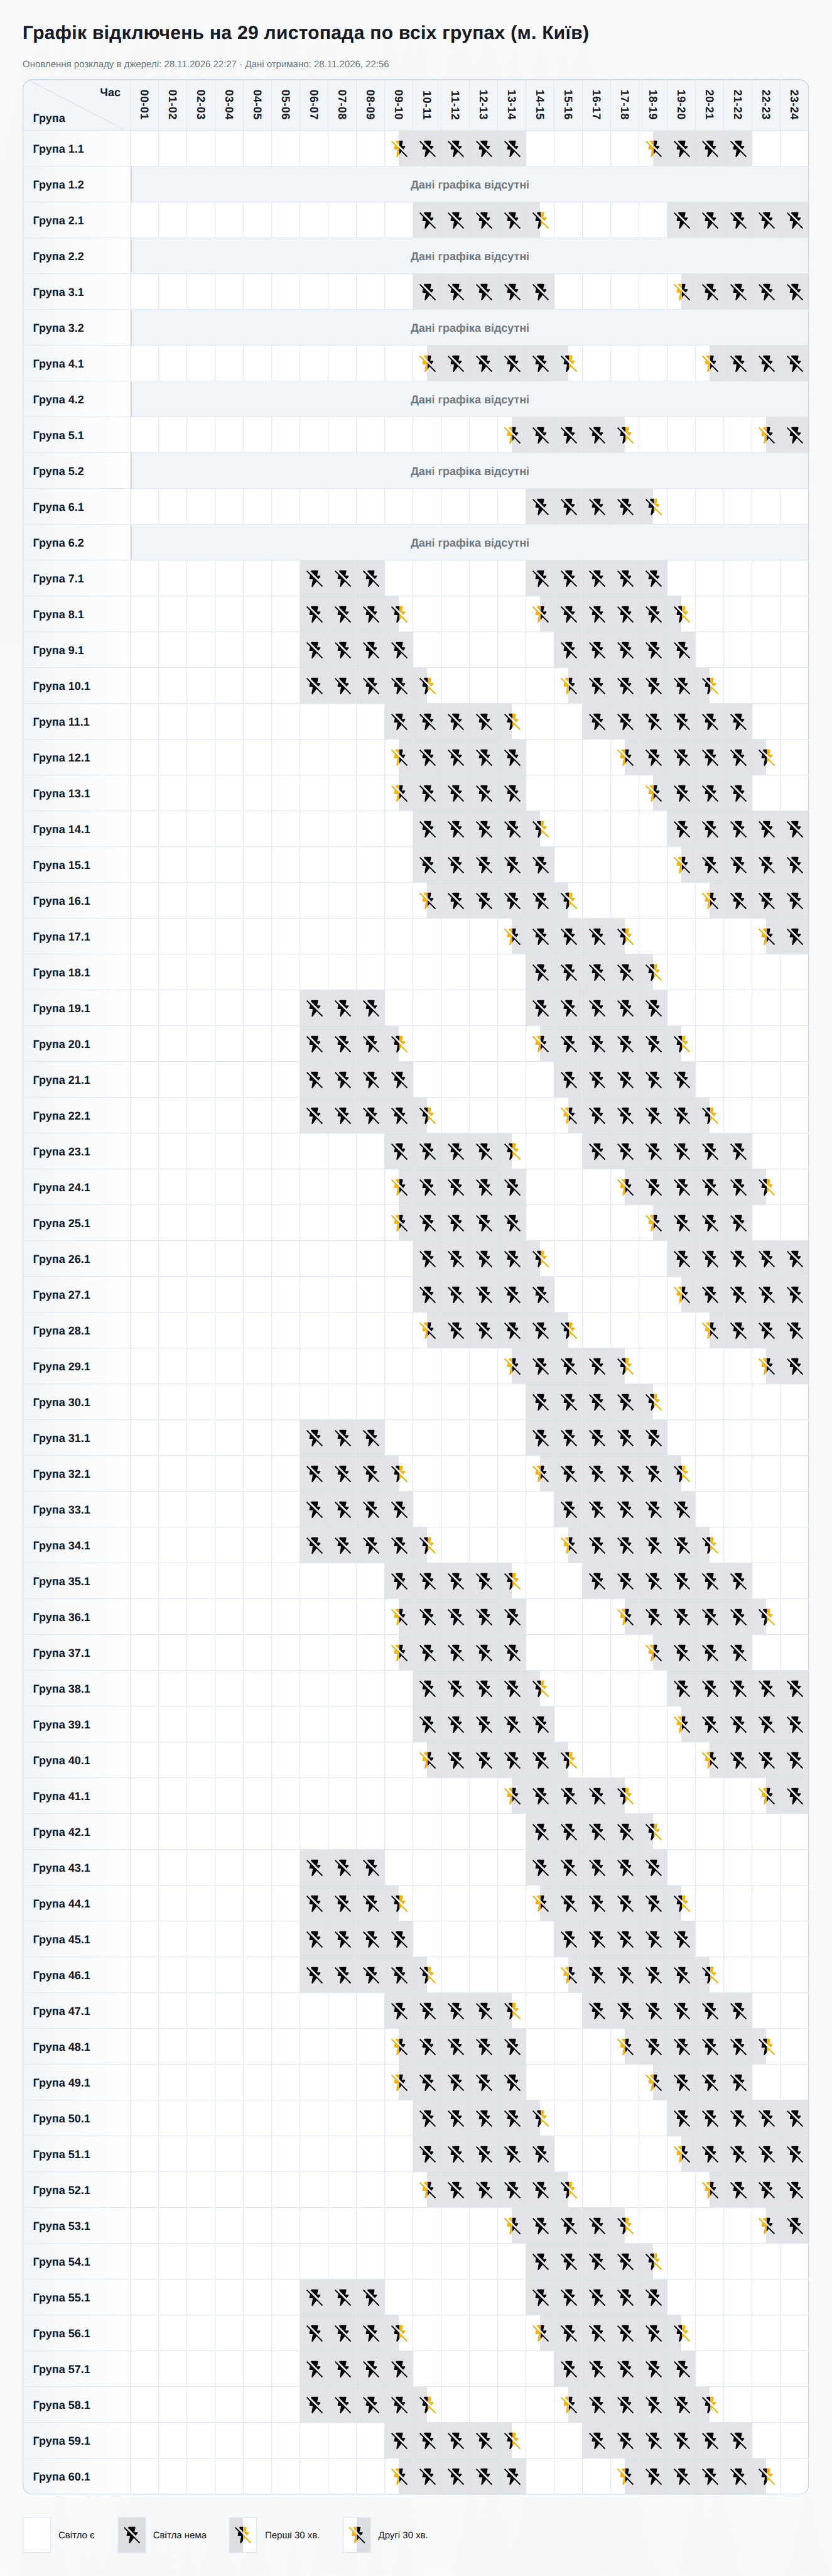 Графік відключень на 29 листопада по всіх групах (м. Київ)
Оновлення розкладу в джерелі: 28.11.2026 22:27 · Дані отримано: 28.11.2026, 22:56
Час
Група
00-01 01-02 02-03 03-04 04-05 05-06 06-07 07-08 08-09 09-10 10-11 11-12 12-13 13-14 14-15 15-16 16-17 17-18 18-19 19-20 20-21 21-22 22-23 23-24
Група 1.1
Група 1.2 Дані графіка відсутні
Група 2.1
Група 2.2 Дані графіка відсутні
Група 3.1
Група 3.2 Дані графіка відсутні
Група 4.1
Група 4.2 Дані графіка відсутні
Група 5.1
Група 5.2 Дані графіка відсутні
Група 6.1
Група 6.2 Дані графіка відсутні
Група 7.1
Група 8.1
Група 9.1
Група 10.1
Група 11.1
Група 12.1
Група 13.1
Група 14.1
Група 15.1
Група 16.1
Група 17.1
Група 18.1
Група 19.1
Група 20.1
Група 21.1
Група 22.1
Група 23.1
Група 24.1
Група 25.1
Група 26.1
Група 27.1
Група 28.1
Група 29.1
Група 30.1
Група 31.1
Група 32.1
Група 33.1
Група 34.1
Група 35.1
Група 36.1
Група 37.1
Група 38.1
Група 39.1
Група 40.1
Група 41.1
Група 42.1
Група 43.1
Група 44.1
Група 45.1
Група 46.1
Група 47.1
Група 48.1
Група 49.1
Група 50.1
Група 51.1
Група 52.1
Група 53.1
Група 54.1
Група 55.1
Група 56.1
Група 57.1
Група 58.1
Група 59.1
Група 60.1
Світло є Світла нема Перші 30 хв. Другі 30 хв.